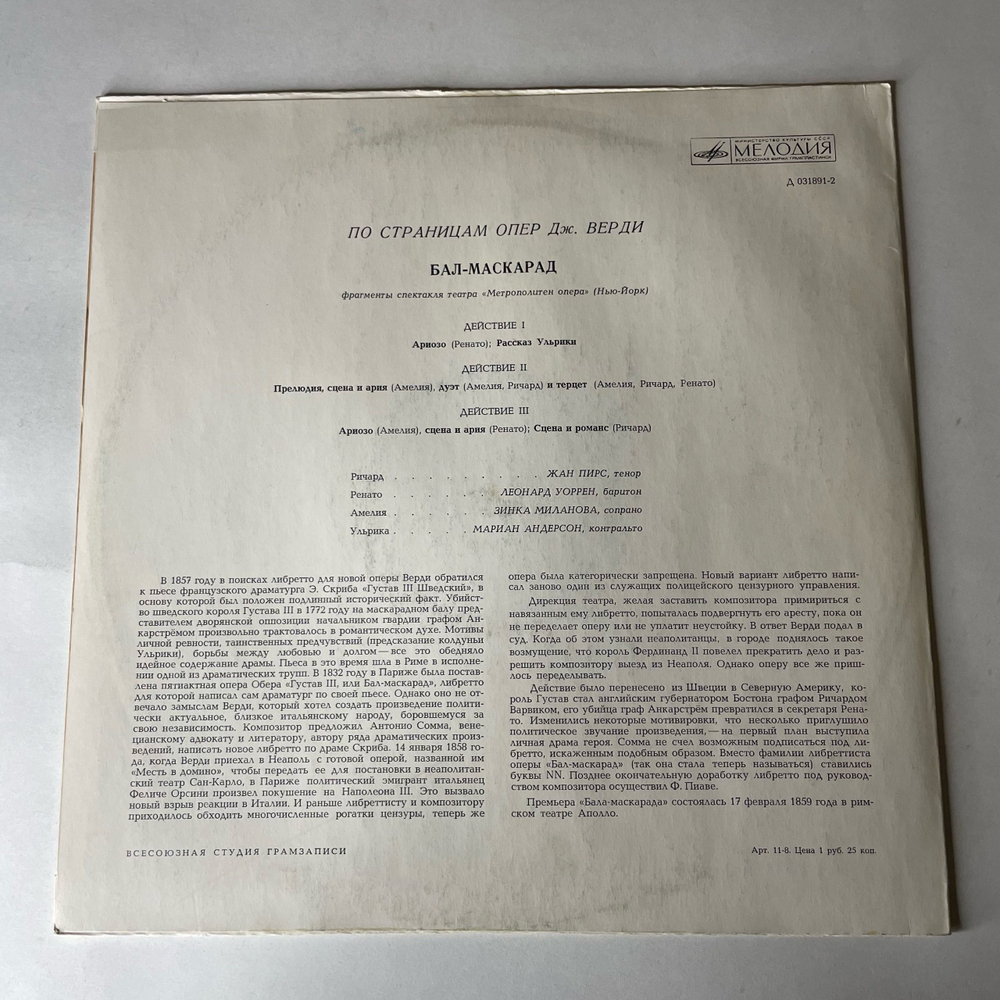 МИНИСТЕРСТВО КУЛЬТУРЫ СССР
МЕЛОДИЯ
ВСЕСОЮЗНАЯ ФИРМА ГРАМПЛАСТИНОК
Д 031891-2
ПО СТРАНИЦАМ ОПЕР Дж. ВЕРДИ
БАЛ-МАСКАРАД
фрагменты спектакля театра «Метрополитен опера» (Нью-Йорк)
ДЕЙСТВИЕ I
Ариозо (Ренато); Рассказ Ульрики
ДЕЙСТВИЕ II
Прелюдия, сцена и ария (Амелия), дуэт (Амелия, Ричард) и терцет (Амелия, Ричард, Ренато)
ДЕЙСТВИЕ III
Ариозо (Амелия), сцена и ария (Ренато); Сцена и романс (Ричард)
Ричард . . . . . . . . ЖАН ПИРС, тенор
Ренато . . . . . ЛЕОНАРД УОРРЕН, баритон
Амелия . . . . . . ЗИНКА МИЛАНОВА, сопрано
Ульрика . . . . . МАРИАН АНДЕРСОН, контральто
В 1857 году в поисках либретто для новой оперы Верди обратился
к пьесе французского драматурга Э. Скриба «Густав III Шведский», в
основу которой был положен подлинный исторический факт. Убийст-
во шведского короля Густава III в 1772 году на маскарадном балу пред-
ставителем дворянской оппозиции начальником гвардии графом Ан-
карстрёмом произвольно трактовалось в романтическом духе. Мотивы
личной ревности, таинственных предчувствий (предсказание колдуньи
Ульрики), борьбы между любовью и долгом — все это обедняло
идейное содержание драмы. Пьеса в это время шла в Риме в исполне-
нии одной из драматических трупп. В 1832 году в Париже была постав-
лена пятиактная опера Обера «Густав III, или Бал-маскарад», либретто
для которой написал сам драматург по своей пьесе. Однако оно не от-
вечало замыслам Верди, который хотел создать произведение полити-
чески актуальное, близкое итальянскому народу, боровшемуся за
свою независимость. Композитор предложил Антонио Сомма, вене-
цианскому адвокату и литератору, автору ряда драматических произ-
ведений, написать новое либретто по драме Скриба. 14 января 1858 го-
да, когда Верди приехал в Неаполь с готовой оперой, названной им
«Месть в домино», чтобы передать ее для постановки в неаполитан-
ский театр Сан-Карло, в Париже политический эмигрант итальянец
Феличе Орсини произвел покушение на Наполеона III. Это вызвало
новый взрыв реакции в Италии. И раньше либреттисту и композитору
приходилось обходить многочисленные рогатки цензуры, теперь же
опера была категорически запрещена. Новый вариант либретто напи-
сал заново один из служащих полицейского цензурного управления.
Дирекция театра, желая заставить композитора примириться с
навязанным ему либретто, попыталась подвергнуть его аресту, пока он
не переделает оперу или не уплатит неустойку. В ответ Верди подал в
суд. Когда об этом узнали неаполитанцы, в городе поднялось такое
возмущение, что король Фердинанд II повелел прекратить дело и раз-
решить композитору выезд из Неаполя. Однако оперу все же приш-
лось переделывать.
Действие было перенесено из Швеции в Северную Америку, ко-
роль Густав стал английским губернатором Бостона графом Ричардом
Варвиком, его убийца граф Анкарстрём превратился в секретаря Рена-
то. Изменились некоторые мотивировки, что несколько приглушило
политическое звучание произведения, — на первый план выступила
личная драма героя. Сомма не счел возможным подписаться под ли-
бретто, искаженным подобным образом. Вместо фамилии либреттиста
оперы «Бал-маскарад» (так она стала теперь называться) ставились
буквы NN. Позднее окончательную доработку либретто под руковод-
ством композитора осуществил Ф. Пиаве.
Премьера «Бала-маскарада» состоялась 17 февраля 1859 года в рим-
ском театре Аполло.
ВСЕСОЮЗНАЯ СТУДИЯ ГРАМЗАПИСИ
Арт. 11-8. Цена 1 руб. 25 коп.